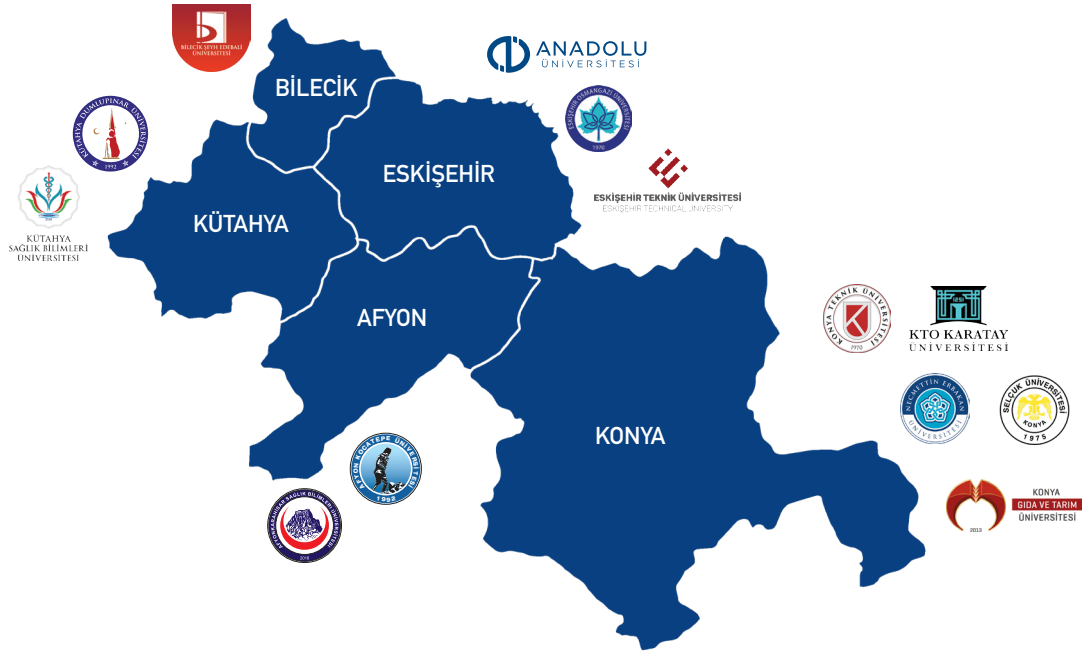 BİLECİK ŞEYH EDEBALİ
ÜNİVERSİTESİ
ANADOLU
ÜNİVERSİTESİ
BİLECİK
KÜTAHYA DUMLUPINAR ÜNİVERSİTESİ
1992
ESKİŞEHİR OSMANGAZİ ÜNİVERSİTESİ
1970
ESKİŞEHİR
ESKİŞEHİR TEKNİK ÜNİVERSİTESİ
ESKİŞEHİR TECHNICAL UNIVERSITY
KÜTAHYA
SAĞLIK BİLİMLERİ
ÜNİVERSİTESİ
KÜTAHYA
AFYON
KONYA TEKNİK ÜNİVERSİTESİ
1970
1251
KTO KARATAY
ÜNİVERSİTESİ
NECMETTİN ERBAKAN
ÜNİVERSİTESİ
SELÇUK ÜNİVERSİTESİ
KONYA
1975
KONYA
AFYON KOCATEPE ÜNİVERSİTESİ
1992
AFYONKARAHİSAR SAĞLIK BİLİMLERİ ÜNİVERSİTESİ
2018
KONYA
GIDA VE TARIM
ÜNİVERSİTESİ
2013